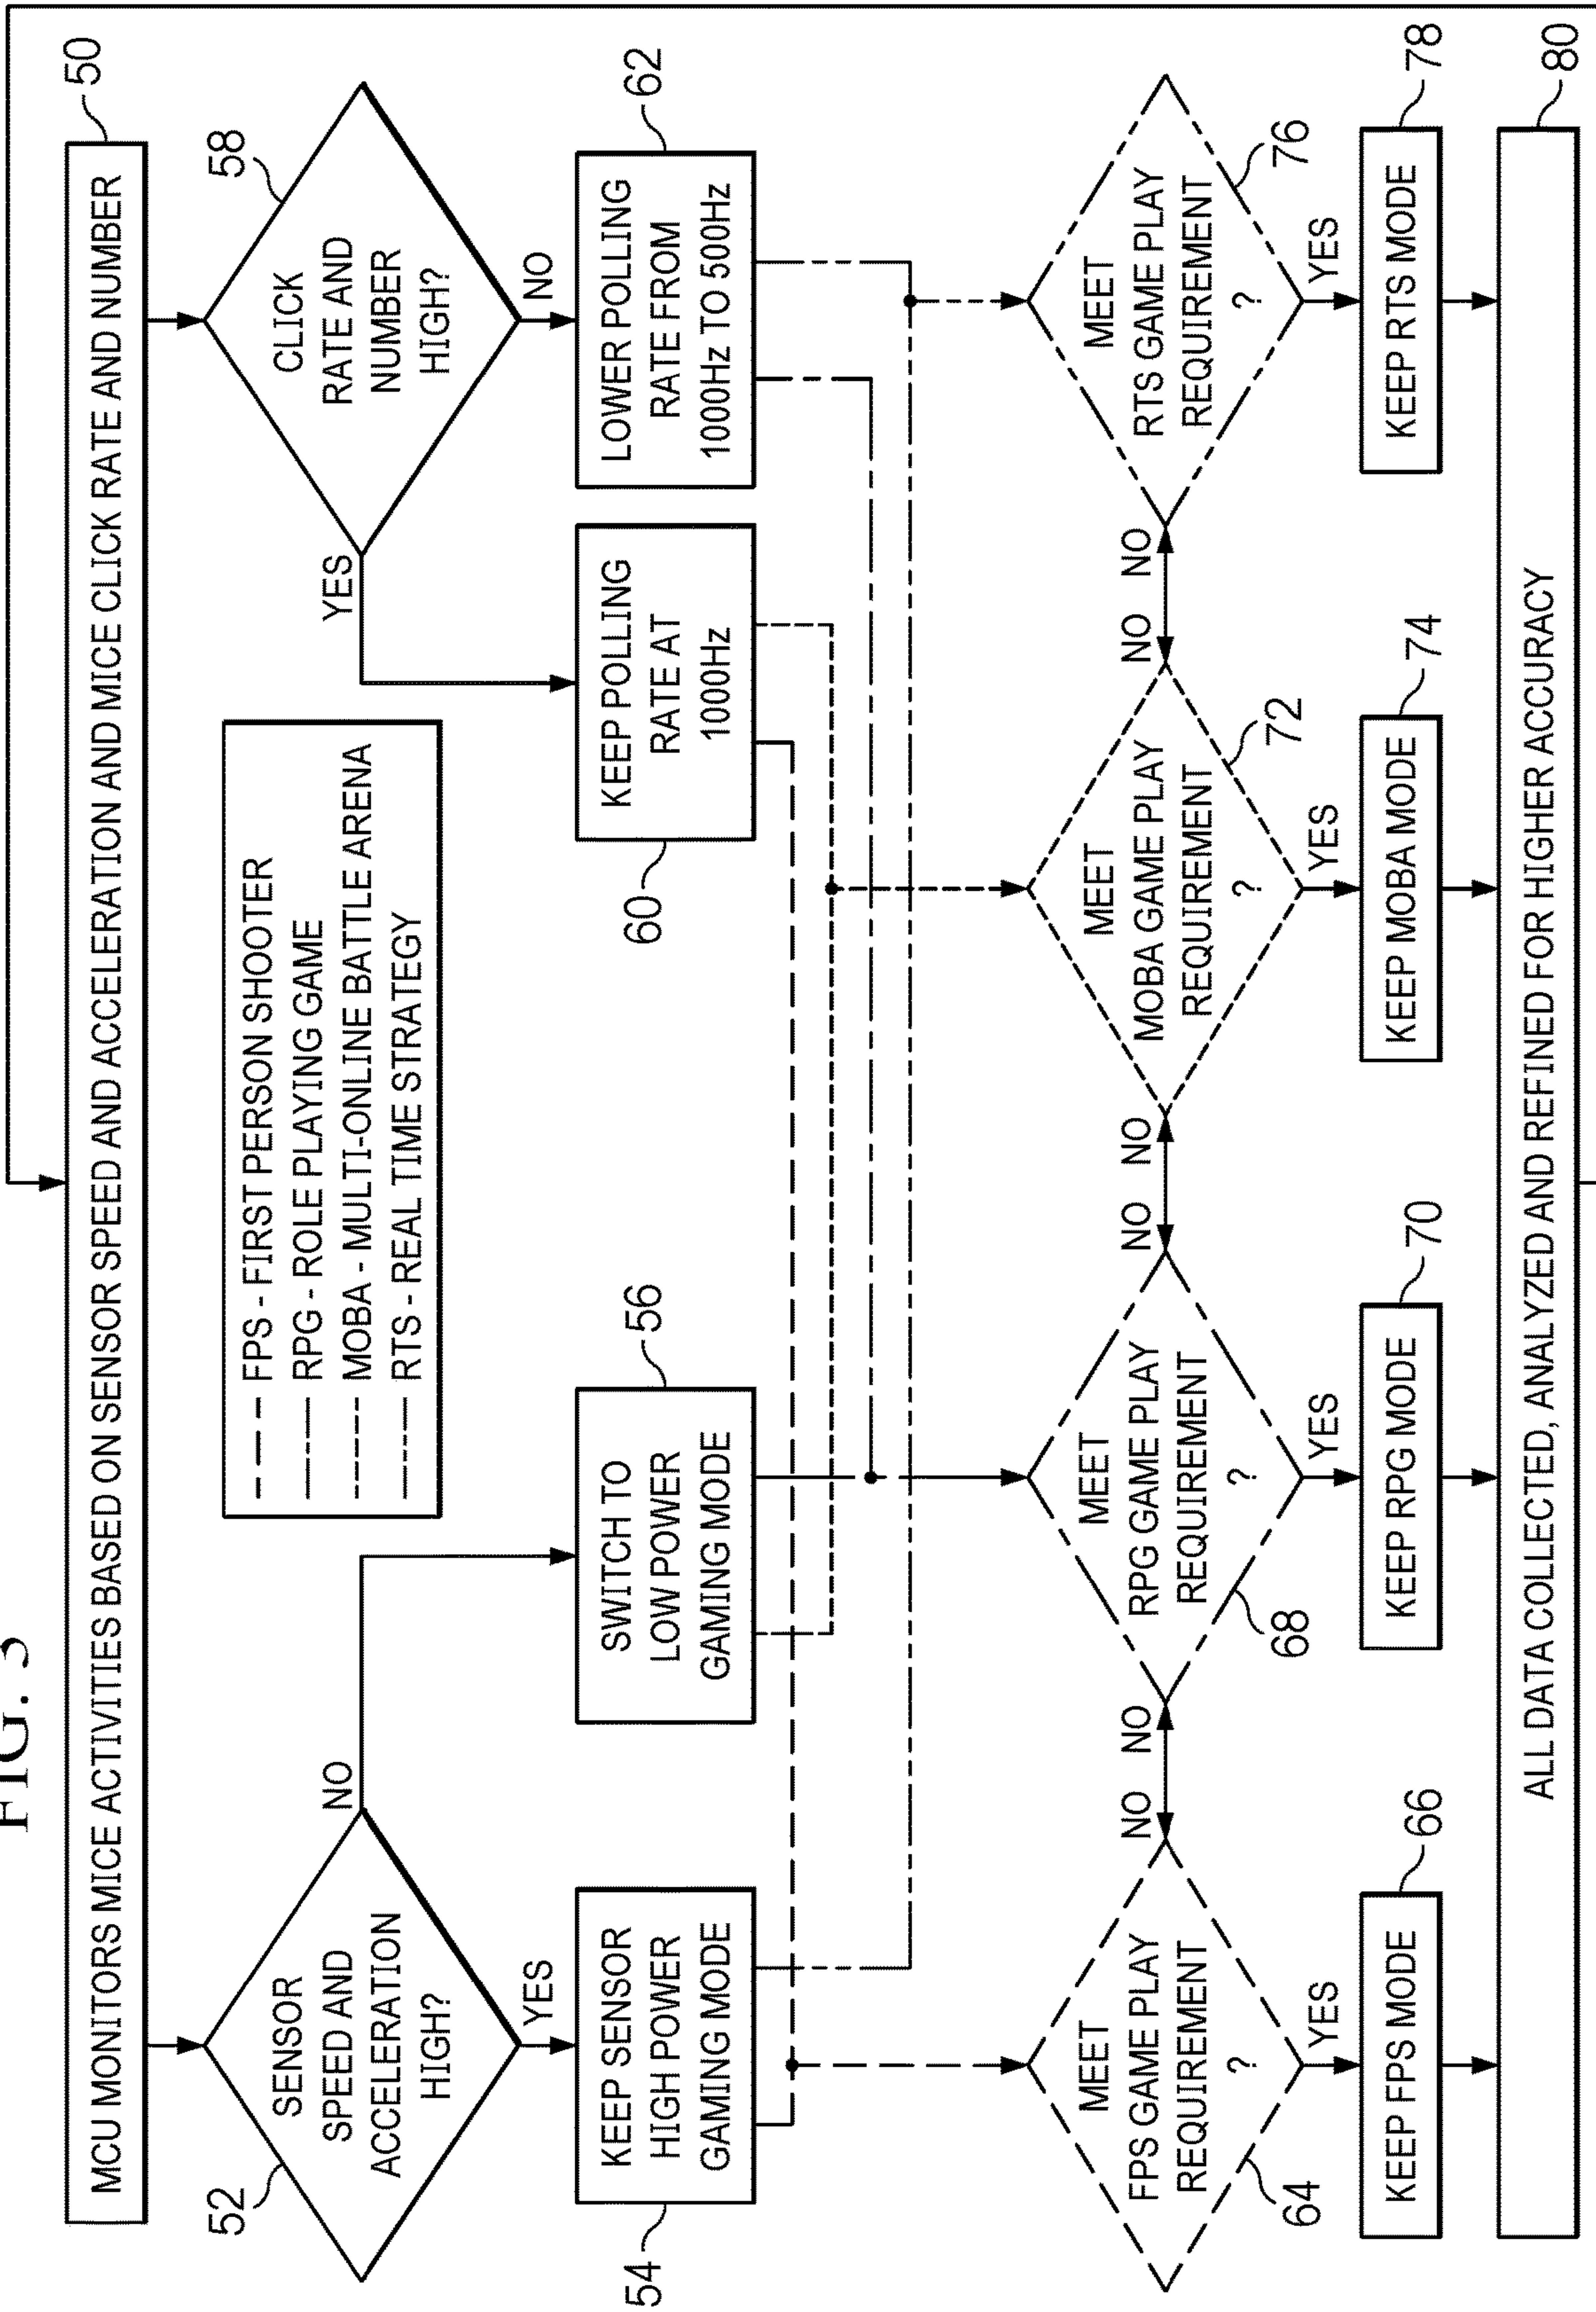 FIG. 3
50
MCU MONITORS MICE ACTIVITIES BASED ON SENSOR SPEED AND ACCELERATION AND MICE CLICK RATE AND NUMBER
52
SENSOR
SPEED AND
ACCELERATION
HIGH?
NO
YES
FPS - FIRST PERSON SHOOTER
RPG - ROLE PLAYING GAME
MOBA - MULTI-ONLINE BATTLE ARENA
RTS - REAL TIME STRATEGY
58
CLICK
RATE AND
NUMBER
HIGH?
YES
NO
54
KEEP SENSOR
HIGH POWER
GAMING MODE
56
SWITCH TO
LOW POWER
GAMING MODE
60
KEEP POLLING
RATE AT
1000Hz
62
LOWER POLLING
RATE FROM
1000Hz TO 500Hz
64
MEET
FPS GAME PLAY
REQUIREMENT
?
NO
YES
68
MEET
RPG GAME PLAY
REQUIREMENT
?
NO
NO
YES
72
MEET
MOBA GAME PLAY
REQUIREMENT
?
NO
NO
YES
76
MEET
RTS GAME PLAY
REQUIREMENT
?
NO
YES
66
KEEP FPS MODE
70
KEEP RPG MODE
74
KEEP MOBA MODE
78
KEEP RTS MODE
80
ALL DATA COLLECTED, ANALYZED AND REFINED FOR HIGHER ACCURACY